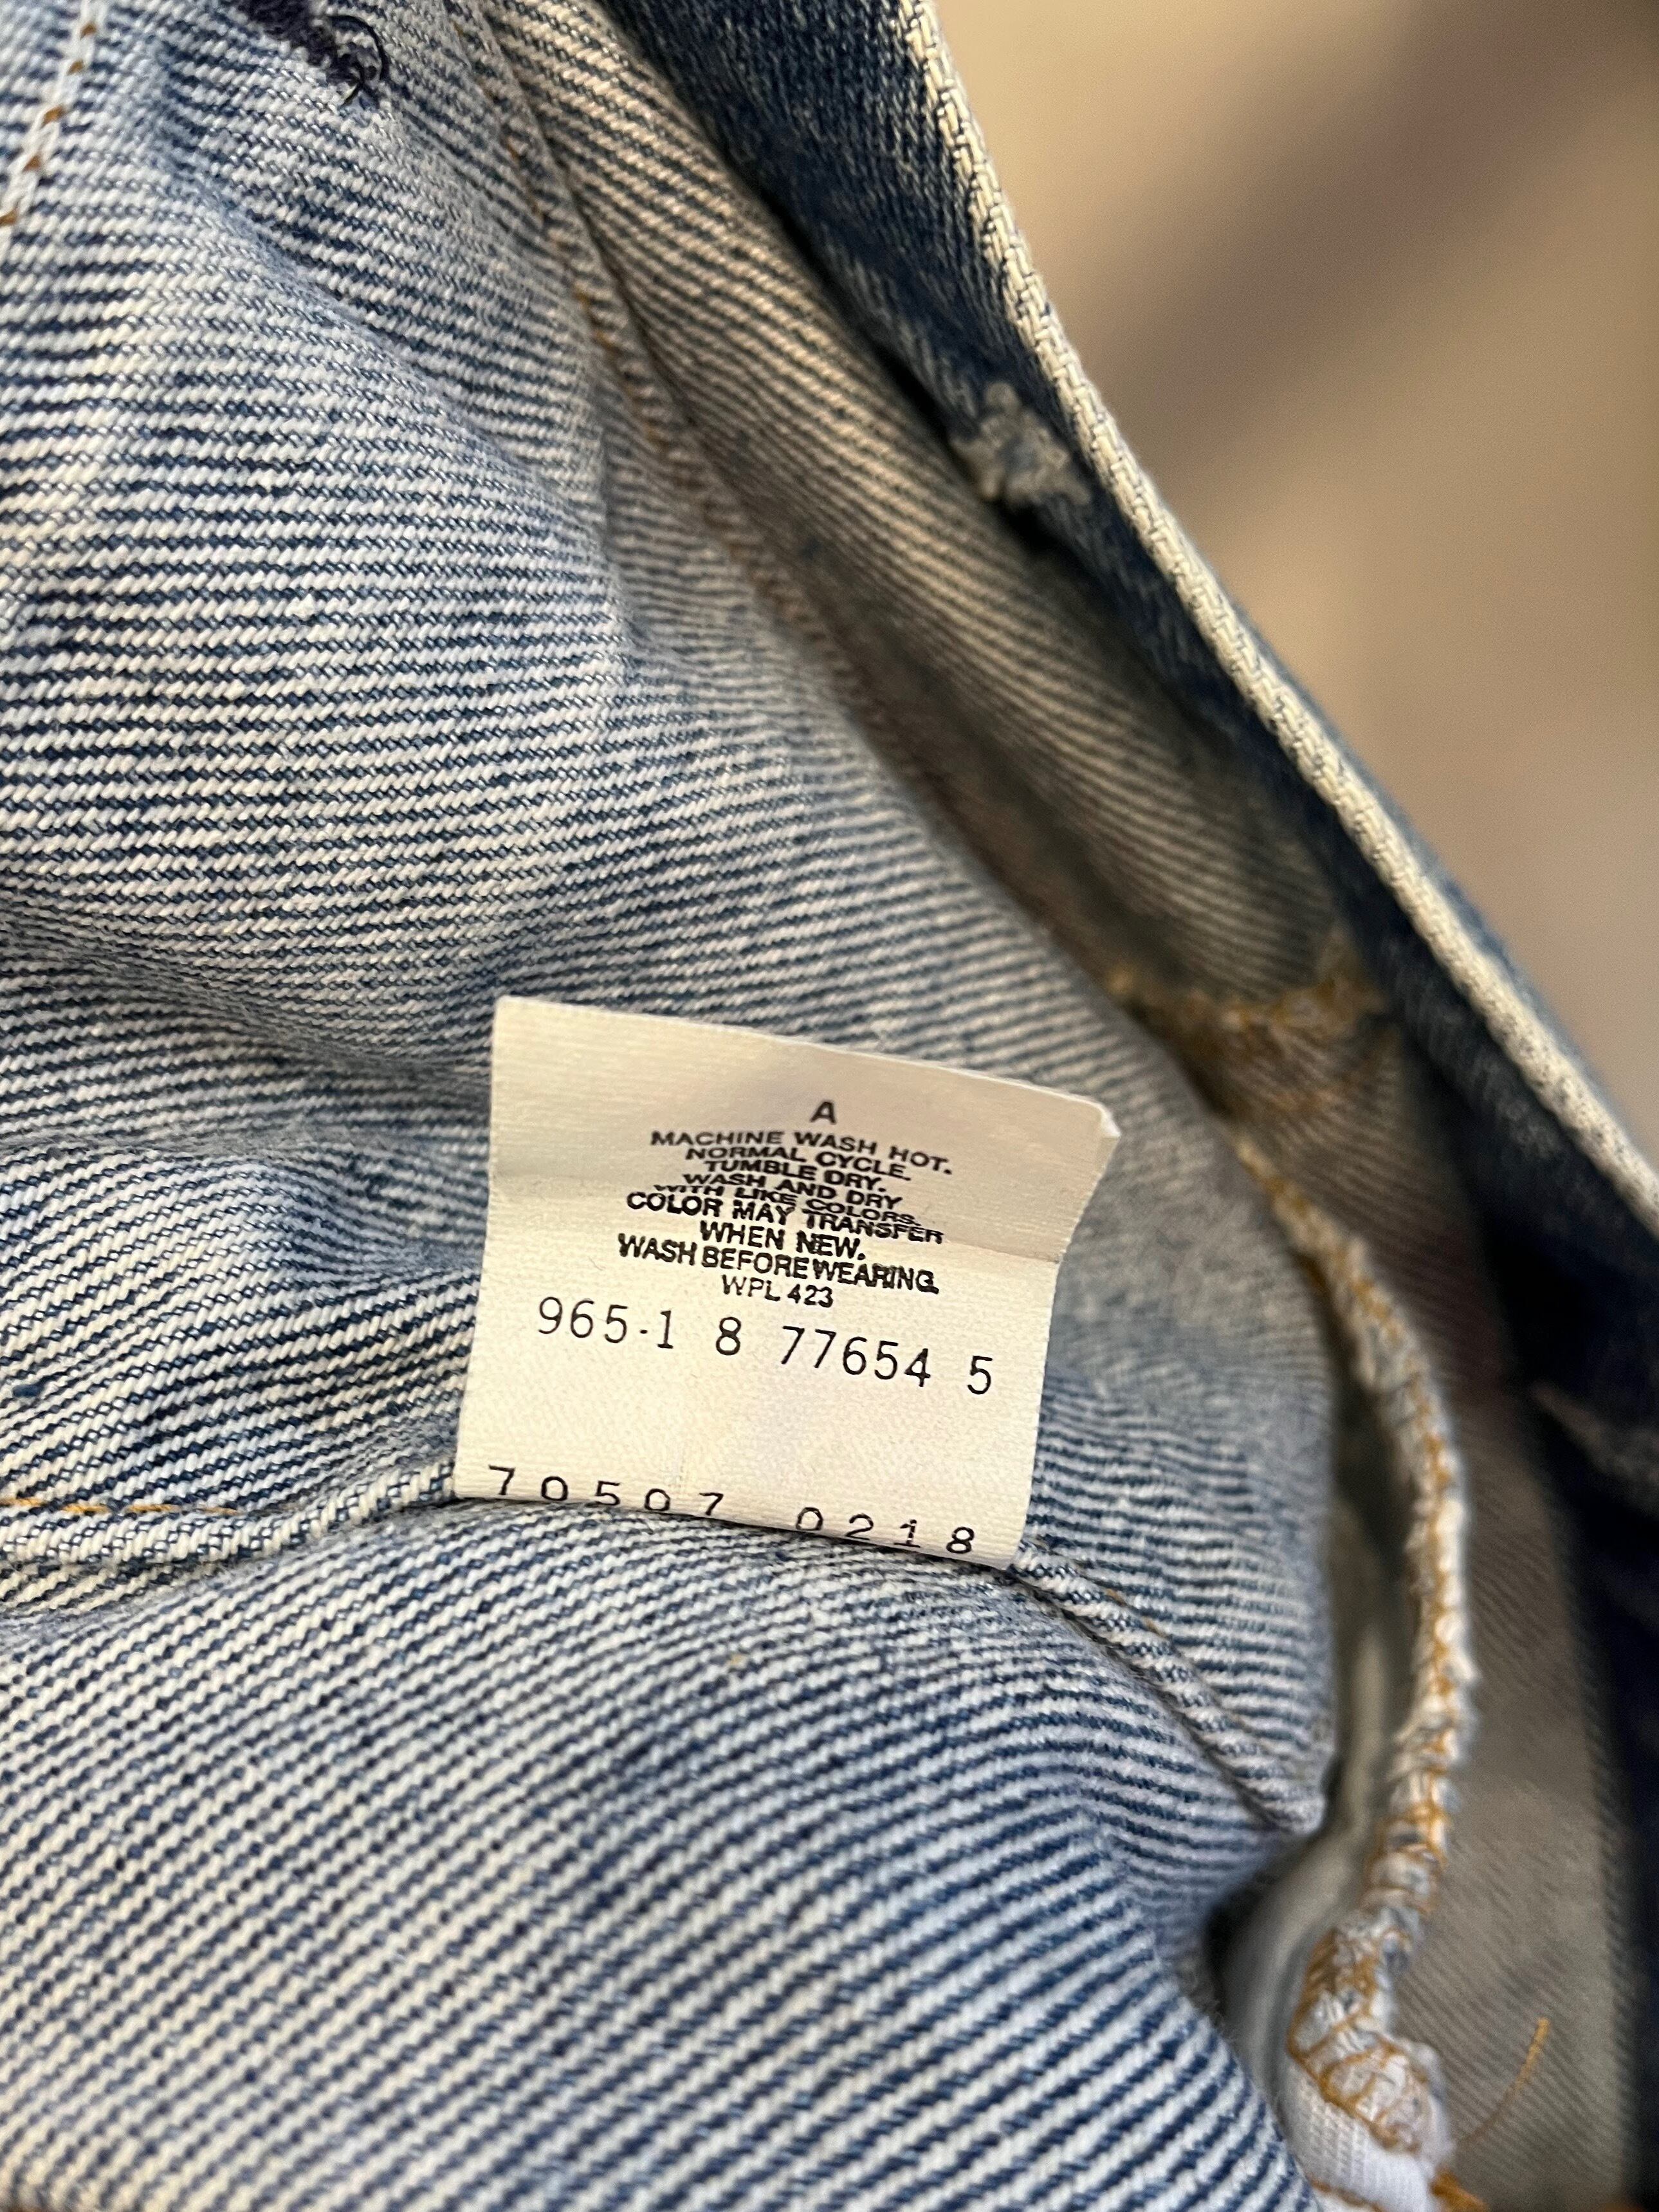 A
MACHINE WASH HOT.
NORMAL CYCLE.
TUMBLE DRY.
WASH AND DRY
WITH LIKE COLORS.
COLOR MAY TRANSFER
WHEN NEW.
WASH BEFORE WEARING.
WPL 423
965-1 8 77654 5
70507 0218